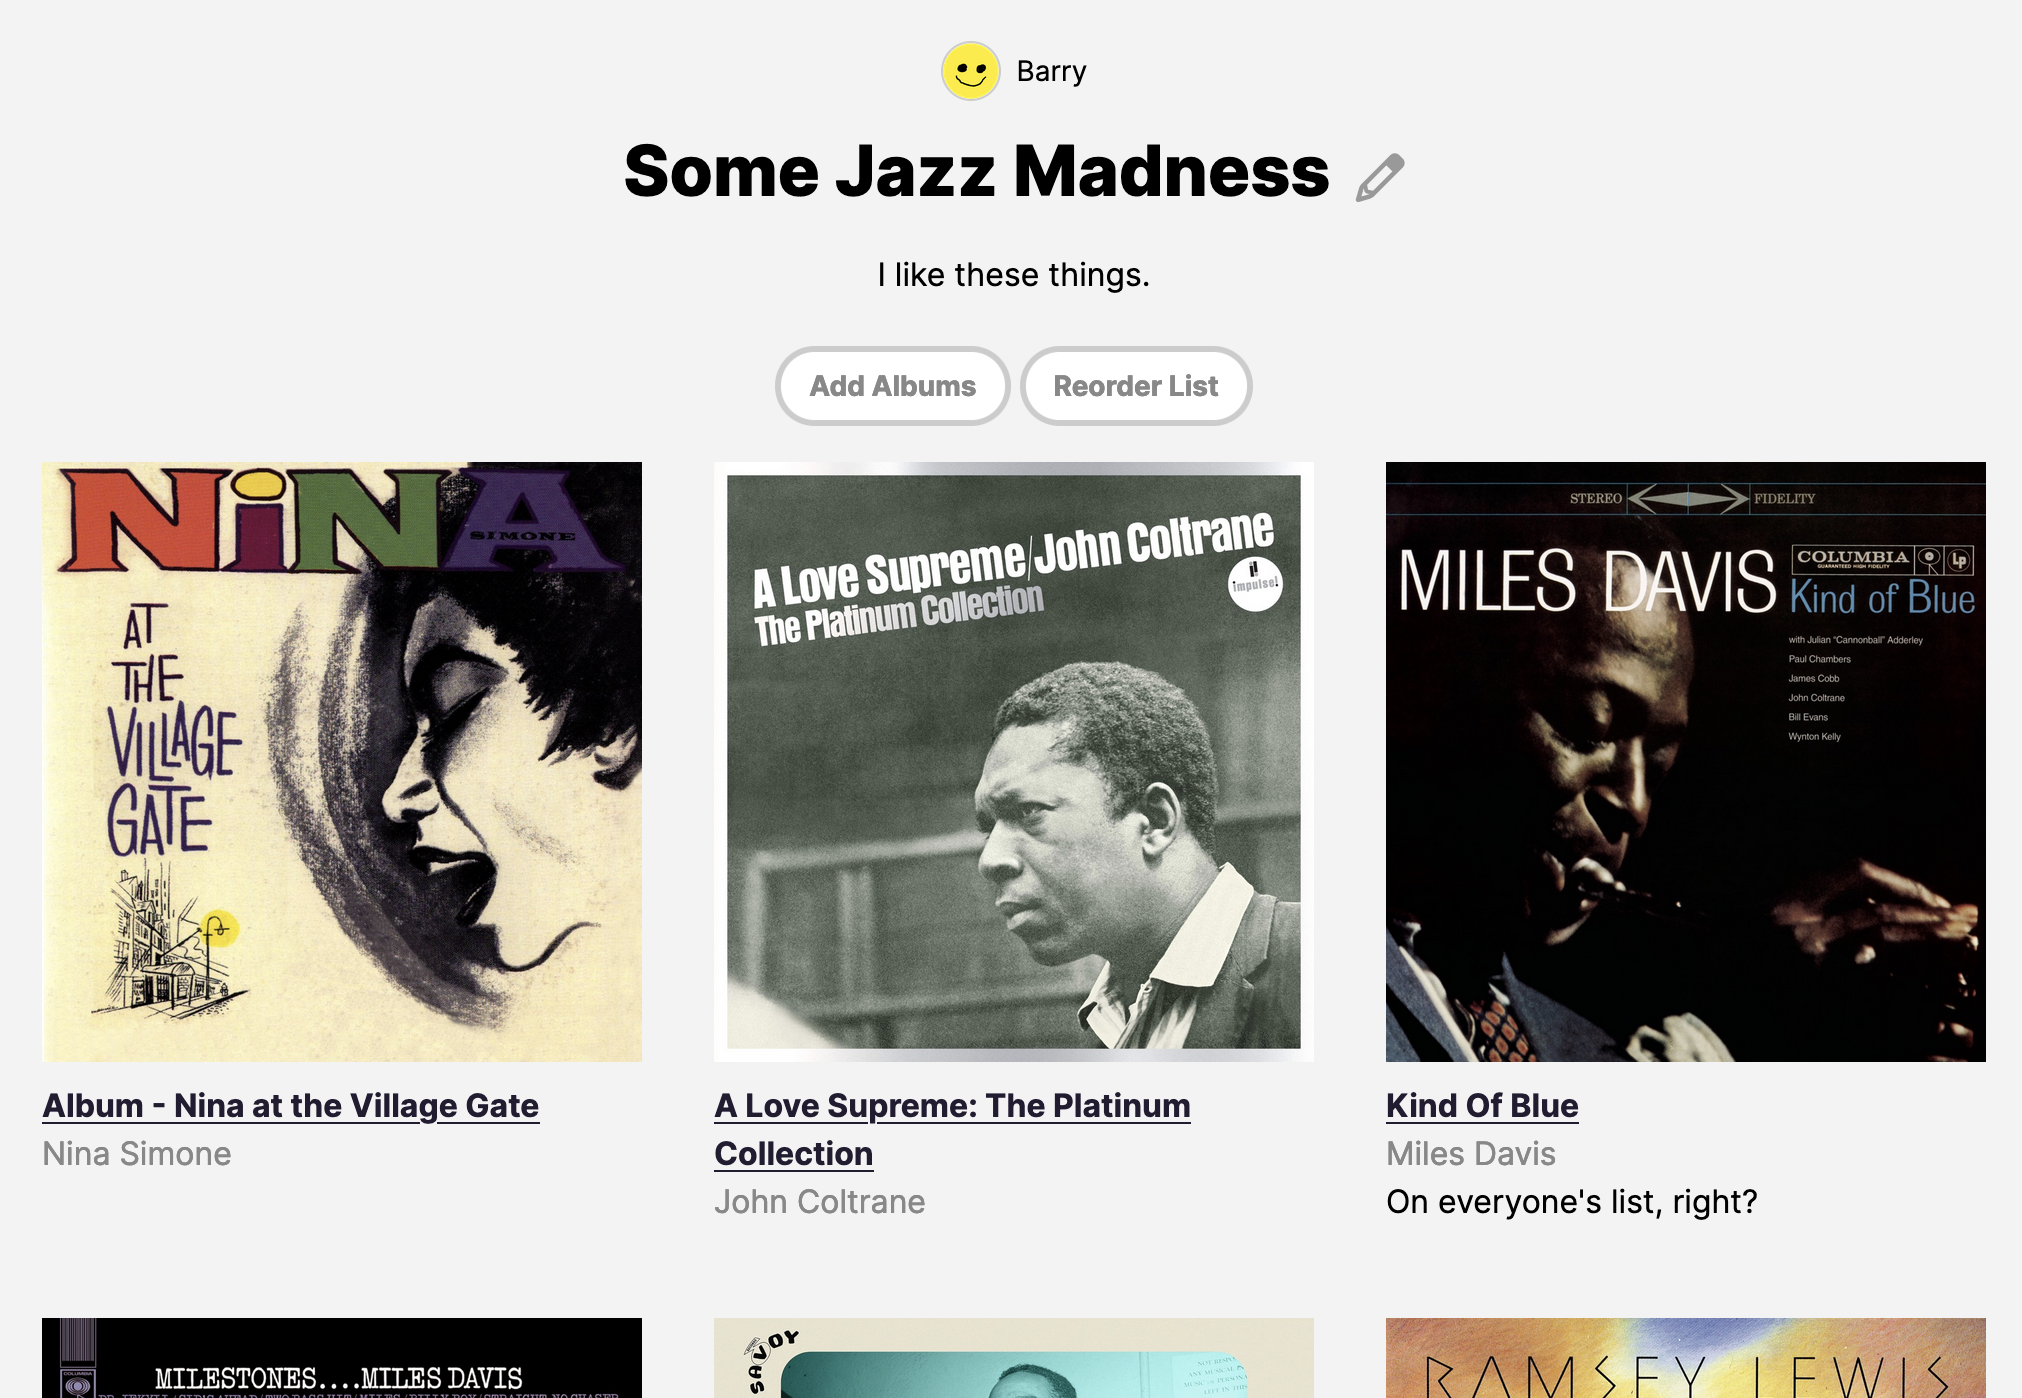 Barry
Some Jazz Madness
I like these things.
Add Albums
Reorder List
NiNA
SIMONE
AT
THE
VILLAGE
GATE
A Love Supreme/John Coltrane
The Platinum Collection
impulse!
STEREO
FIDELITY
MILES DAVIS
COLUMBIA
GUARANTEED HIGH FIDELITY
Lp
Kind of Blue
with Julian "Cannonball" Adderley
Paul Chambers
James Cobb
John Coltrane
Bill Evans
Wynton Kelly
Album - Nina at the Village Gate
Nina Simone
A Love Supreme: The Platinum
Collection
John Coltrane
Kind Of Blue
Miles Davis
On everyone's list, right?
COLUMBIA
MILESTONES....MILES DAVIS
SAVOY
RAMSEY LEWIS